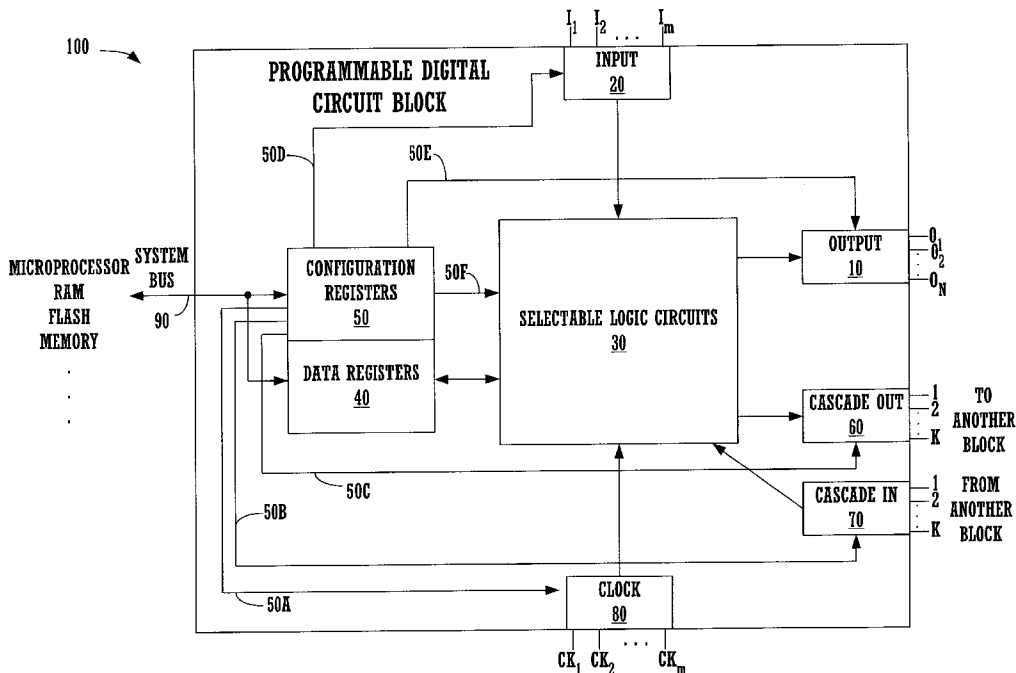 100
I1 I2 ... Im
PROGRAMMABLE DIGITAL
CIRCUIT BLOCK
INPUT
20
50D
50E
MICROPROCESSOR
RAM
FLASH
MEMORY
.
.
.
SYSTEM
BUS
90
CONFIGURATION
REGISTERS
50
DATA REGISTERS
40
50F
SELECTABLE LOGIC CIRCUITS
30
OUTPUT
10
O1
O2
.
.
ON
CASCADE OUT
60
1
2
.
.
K
TO
ANOTHER
BLOCK
CASCADE IN
70
1
2
.
.
K
FROM
ANOTHER
BLOCK
50C
50B
50A
CLOCK
80
CK1 CK2 ... CKm